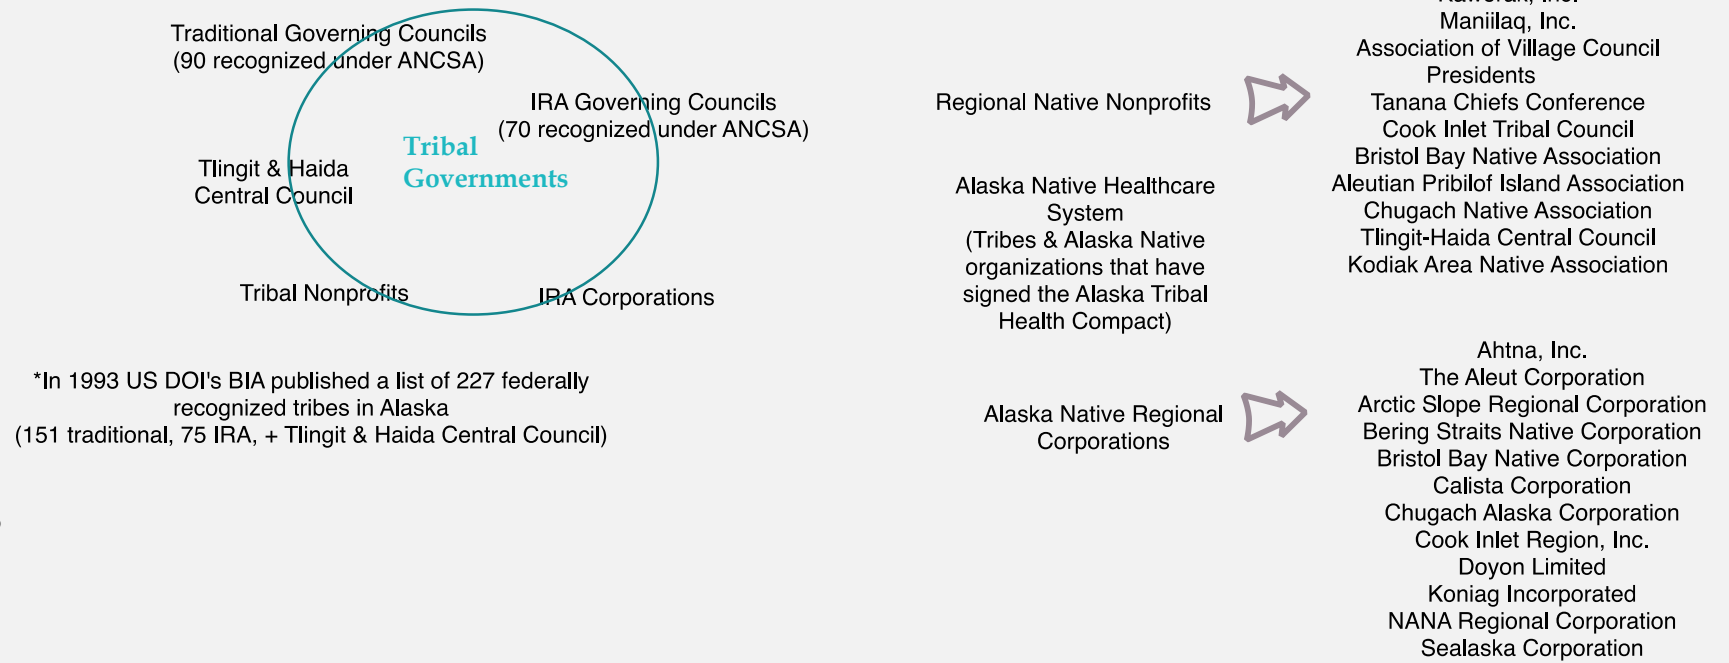 Traditional Governing Councils
(90 recognized under ANCSA)
IRA Governing Councils
(70 recognized under ANCSA)
Tribal
Governments
Tlingit & Haida
Central Council
Tribal Nonprofits
IRA Corporations
*In 1993 US DOI's BIA published a list of 227 federally
recognized tribes in Alaska
(151 traditional, 75 IRA, + Tlingit & Haida Central Council)
Regional Native Nonprofits
Alaska Native Healthcare
System
(Tribes & Alaska Native
organizations that have
signed the Alaska Tribal
Health Compact)
Alaska Native Regional
Corporations
Kawerak, Inc.
Maniilaq, Inc.
Association of Village Council
Presidents
Tanana Chiefs Conference
Cook Inlet Tribal Council
Bristol Bay Native Association
Aleutian Pribilof Island Association
Chugach Native Association
Tlingit-Haida Central Council
Kodiak Area Native Association
Ahtna, Inc.
The Aleut Corporation
Arctic Slope Regional Corporation
Bering Straits Native Corporation
Bristol Bay Native Corporation
Calista Corporation
Chugach Alaska Corporation
Cook Inlet Region, Inc.
Doyon Limited
Koniag Incorporated
NANA Regional Corporation
Sealaska Corporation